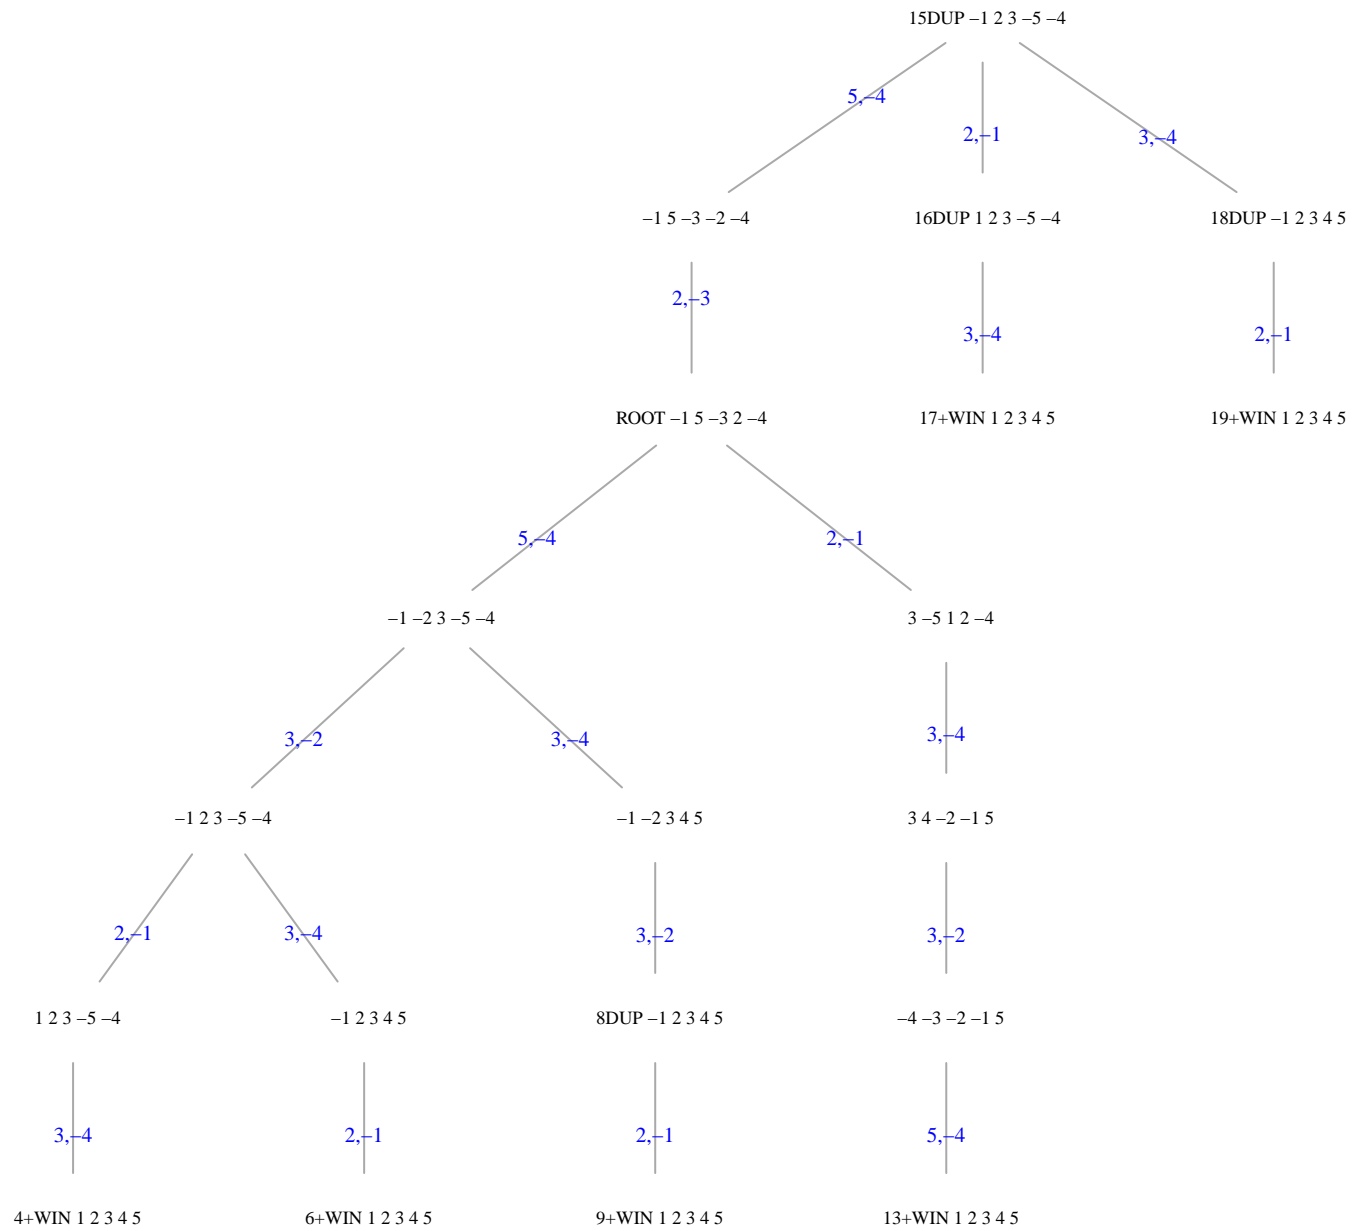 15DUP –1 2 3 –5 –4
5,–4
2,–1
3,–4
–1 5 –3 –2 –4
16DUP 1 2 3 –5 –4
18DUP –1 2 3 4 5
2,–3
3,–4
2,–1
ROOT –1 5 –3 2 –4
17+WIN 1 2 3 4 5
19+WIN 1 2 3 4 5
5,–4
2,–1
–1 –2 3 –5 –4
3 –5 1 2 –4
3,–2
3,–4
3,–4
–1 2 3 –5 –4
–1 –2 3 4 5
3 4 –2 –1 5
2,–1
3,–4
3,–2
3,–2
1 2 3 –5 –4
–1 2 3 4 5
8DUP –1 2 3 4 5
–4 –3 –2 –1 5
3,–4
2,–1
2,–1
5,–4
4+WIN 1 2 3 4 5
6+WIN 1 2 3 4 5
9+WIN 1 2 3 4 5
13+WIN 1 2 3 4 5